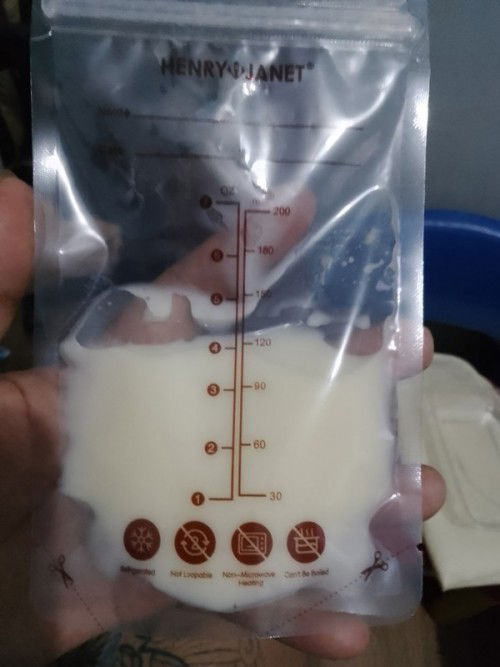 HENRY JANET®
OZ
7 200
6 180
5 150
4 120
3 90
2 60
1 30
Refrigerated Not Loopable Non-Microwave Heating Can't Be Boiled